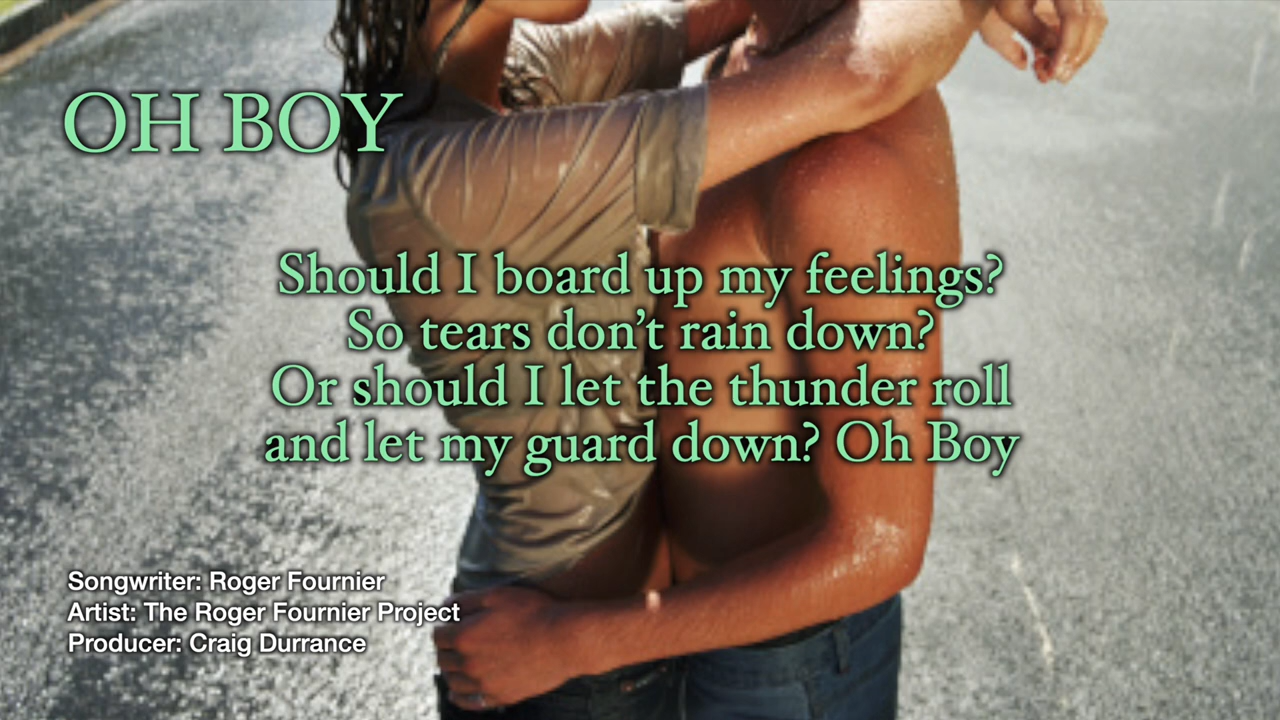 OH BOY
Should I board up my feelings?
So tears don't rain down?
Or should I let the thunder roll
and let my guard down? Oh Boy
Songwriter: Roger Fournier
Artist: The Roger Fournier Project
Producer: Craig Durrance